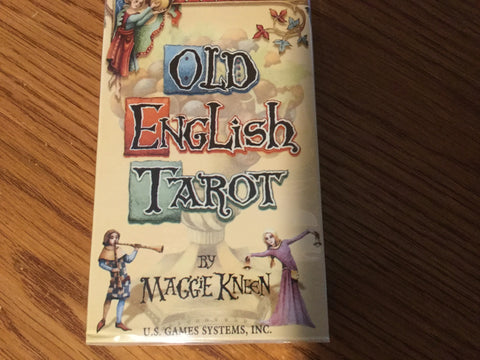 OLD
ENGLISH
TAROT
BY
MAGGIE KNEEN
U.S. GAMES SYSTEMS, INC.